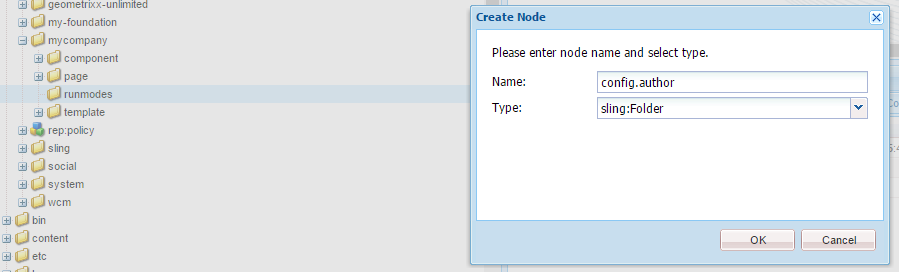 geometrixx-unlimited
my-foundation
mycompany
component
page
runmodes
template
rep:policy
sling
social
system
wcm
bin
content
etc
Create Node
Please enter node name and select type.
Name:
config.author
Type:
sling:Folder
OK
Cancel